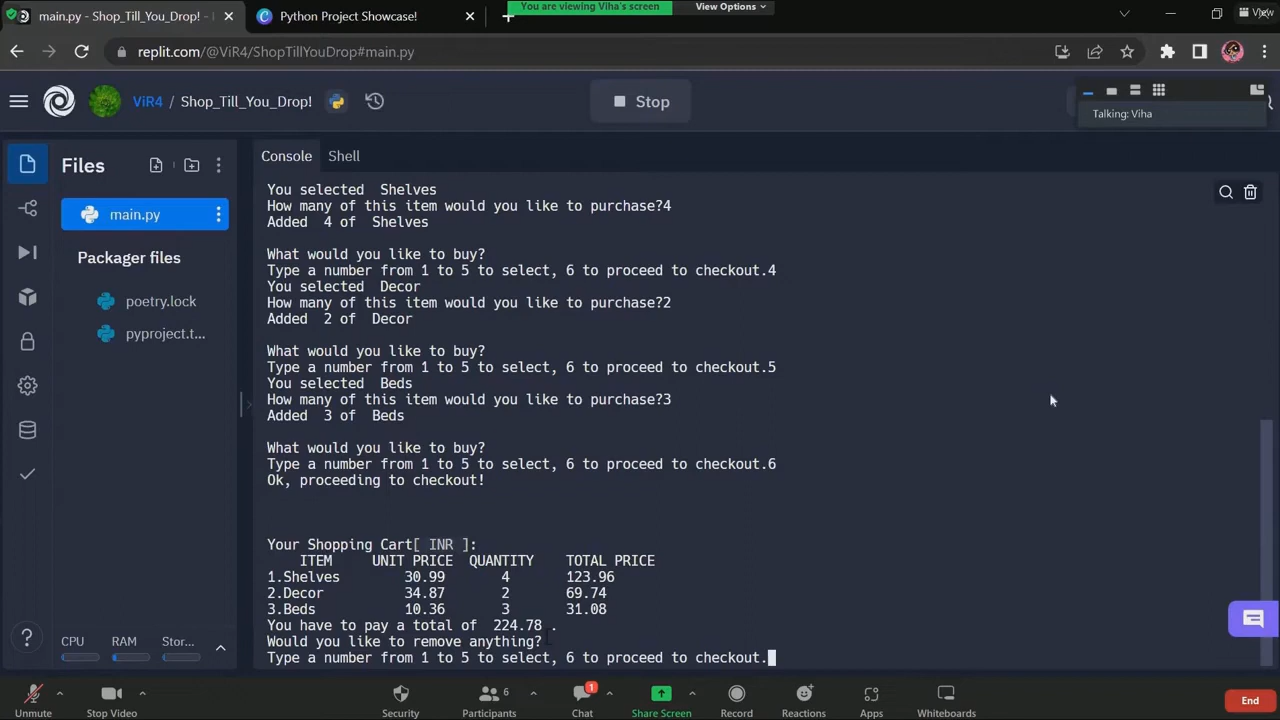 main.py - Shop_Till_You_Drop! -
Python Project Showcase!
You are viewing Viha's screen
View Options
View
replit.com/@ViR4/ShopTillYouDrop#main.py
ViR4 / Shop_Till_You_Drop!
Stop
Talking: Viha
Files
main.py
Packager files
poetry.lock
pyproject.t...
Console
Shell
You selected  Shelves
How many of this item would you like to purchase?4
Added  4 of  Shelves
What would you like to buy?
Type a number from 1 to 5 to select, 6 to proceed to checkout.4
You selected  Decor
How many of this item would you like to purchase?2
Added  2 of  Decor
What would you like to buy?
Type a number from 1 to 5 to select, 6 to proceed to checkout.5
You selected  Beds
How many of this item would you like to purchase?3
Added  3 of  Beds
What would you like to buy?
Type a number from 1 to 5 to select, 6 to proceed to checkout.6
Ok, proceeding to checkout!
Your Shopping Cart[ INR ]:
ITEM UNIT PRICE QUANTITY TOTAL PRICE
1.Shelves 30.99 4 123.96
2.Decor 34.87 2 69.74
3.Beds 10.36 3 31.08
You have to pay a total of  224.78 .
Would you like to remove anything?
Type a number from 1 to 5 to select, 6 to proceed to checkout.
CPU RAM Stor...
Unmute
Stop Video
Security
6
Participants
1
Chat
Share Screen
Record
Reactions
Apps
Whiteboards
End